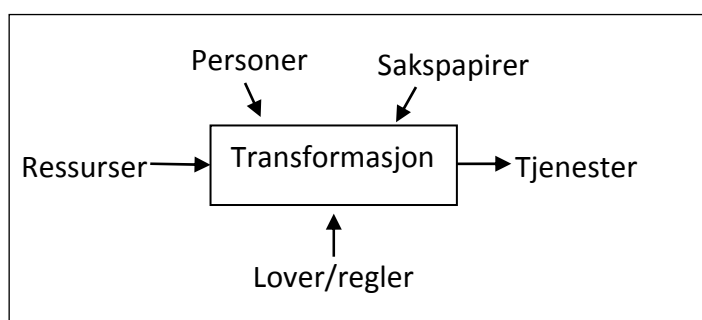 Personer
Sakspapirer
Ressurser
Transformasjon
Tjenester
Lover/regler